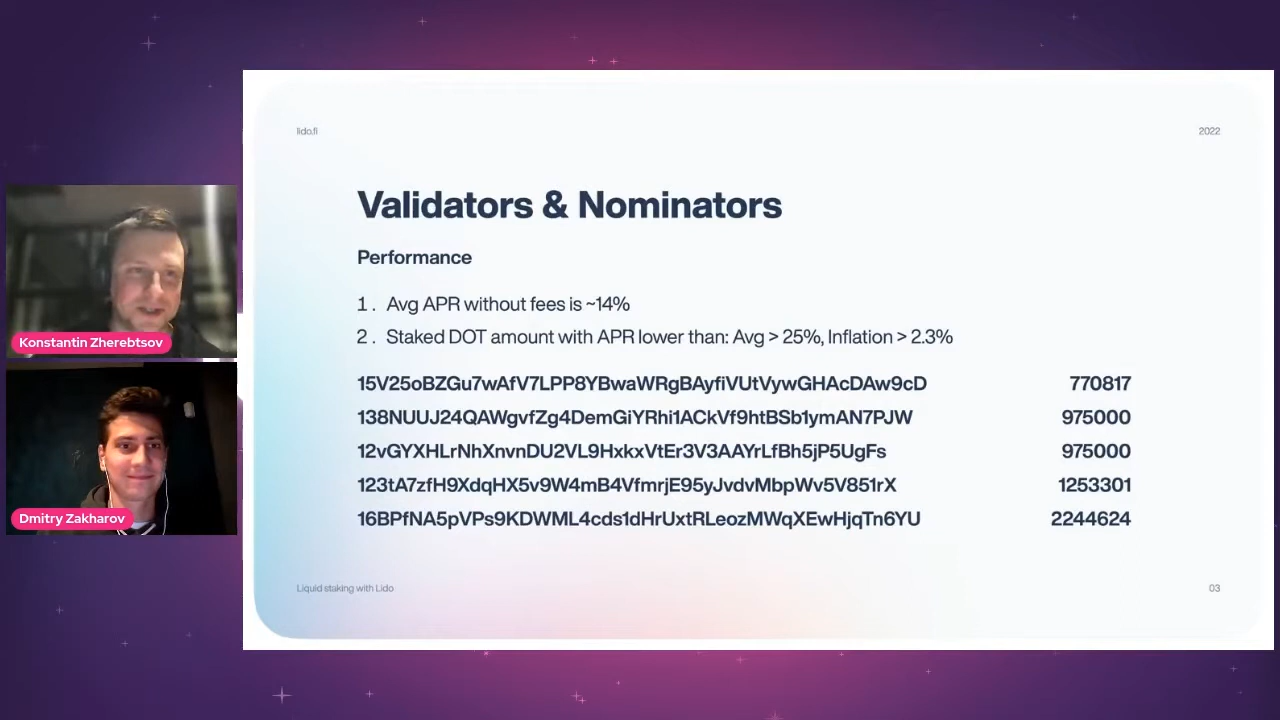 lido.fi
2022
Validators & Nominators
Performance
1. Avg APR without fees is ~14%
2. Staked DOT amount with APR lower than: Avg > 25%, Inflation > 2.3%
15V25oBZGu7wAfV7LPP8YBwaWRgBAyfiVUtVywGHAcDAw9cD 770817
138NUUJ24QAWgvfZg4DemGiYRhi1ACkVf9htBSb1ymAN7PJW 975000
12vGYXHLrNhXnvnDU2VL9HxkxVtEr3V3AAYrLfBh5jP5UgFs 975000
123tA7zfH9XdqHX5v9W4mB4VfmrjE95yJvdvMbpWv5V851rX 1253301
16BPfNA5pVPs9KDWML4cds1dHrUxtRLeozMWqXEwHjqTn6YU 2244624
Liquid staking with Lido
03
Konstantin Zherebtsov
Dmitry Zakharov